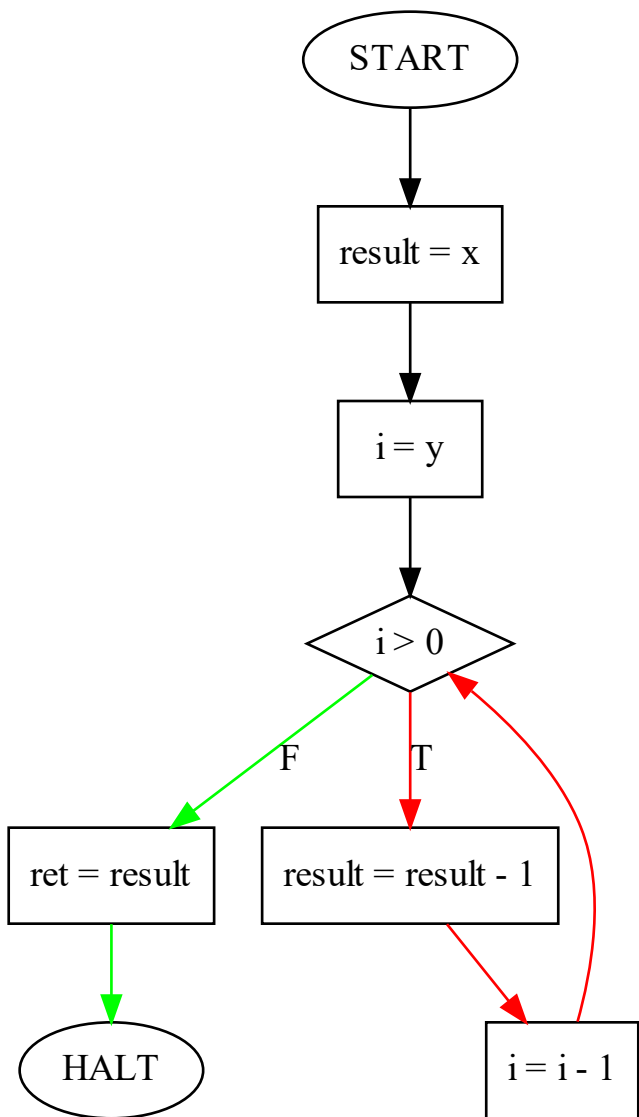 START
result = x
i = y
i > 0
F
T
ret = result
result = result - 1
HALT
i = i - 1